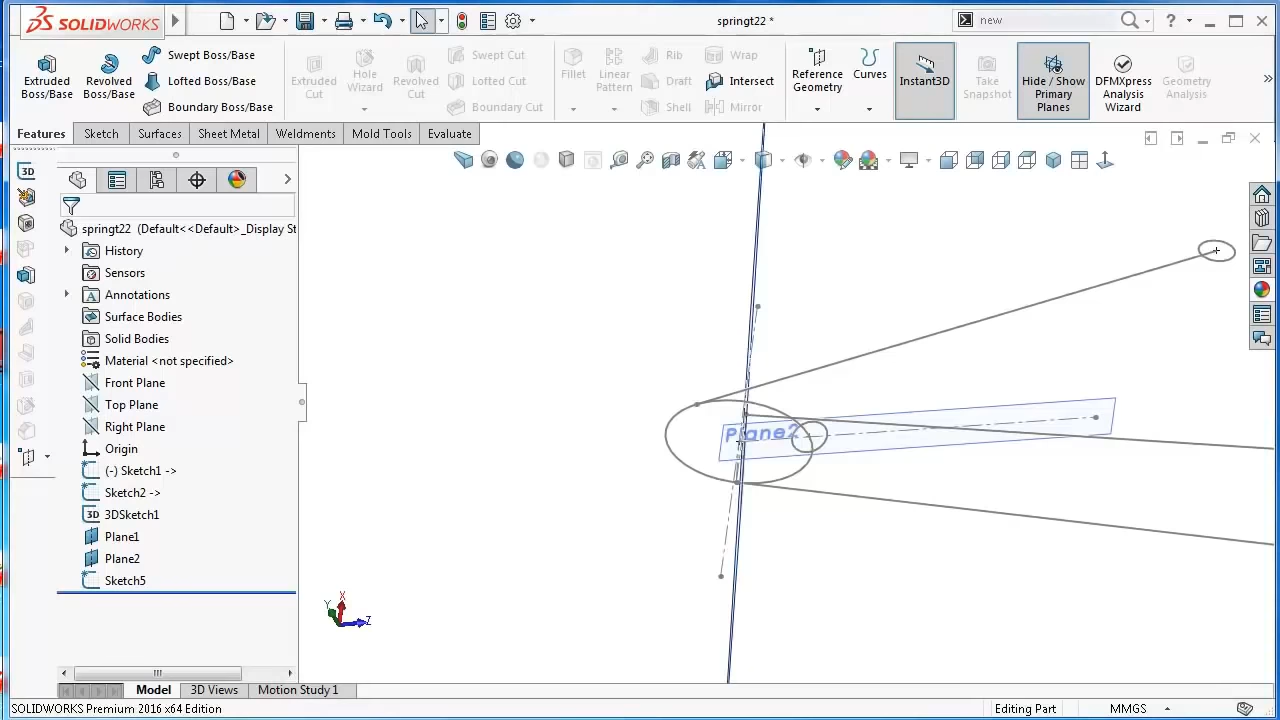 SOLIDWORKS
springt22 *
new
?
Extruded Boss/Base
Revolved Boss/Base
Swept Boss/Base
Lofted Boss/Base
Boundary Boss/Base
Extruded Cut
Hole Wizard
Revolved Cut
Swept Cut
Lofted Cut
Boundary Cut
Fillet
Linear Pattern
Rib
Draft
Shell
Wrap
Intersect
Mirror
Reference Geometry
Curves
Instant3D
Take Snapshot
Hide / Show Primary Planes
DFMXpress Analysis Wizard
Geometry Analysis
Features Sketch Surfaces Sheet Metal Weldments Mold Tools Evaluate
3D
springt22 (Default<<Default>_Display St
History
Sensors
Annotations
Surface Bodies
Solid Bodies
Material <not specified>
Front Plane
Top Plane
Right Plane
Origin
(-) Sketch1 ->
Sketch2 ->
3D 3DSketch1
Plane1
Plane2
Sketch5
Plane2
X
Y
Z
Model 3D Views Motion Study 1
SOLIDWORKS Premium 2016 x64 Edition
Editing Part
MMGS